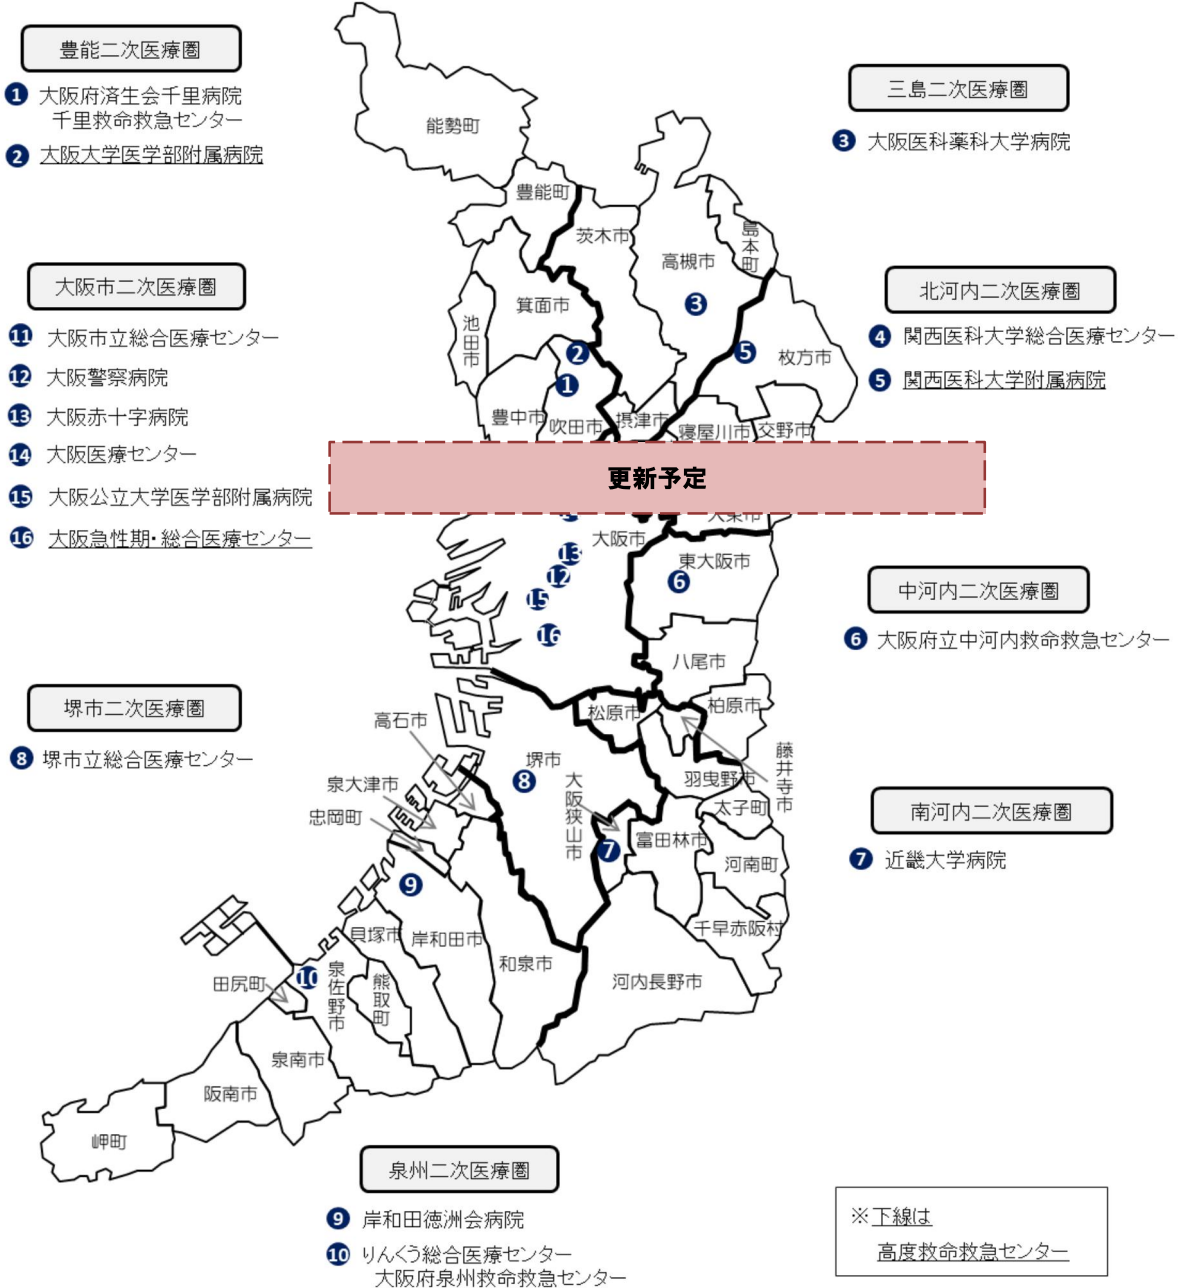 豊能二次医療圏
1 大阪府済生会千里病院
千里救命救急センター
2 大阪大学医学部附属病院
三島二次医療圏
3 大阪医科薬科大学病院
大阪市二次医療圏
11 大阪市立総合医療センター
12 大阪警察病院
13 大阪赤十字病院
14 大阪医療センター
15 大阪公立大学医学部附属病院
16 大阪急性期・総合医療センター
北河内二次医療圏
4 関西医科大学総合医療センター
5 関西医科大学附属病院
中河内二次医療圏
6 大阪府立中河内救命救急センター
堺市二次医療圏
8 堺市立総合医療センター
南河内二次医療圏
7 近畿大学病院
能勢町
豊能町
茨木市
島本町
高槻市
3
箕面市
池田市
2
5
枚方市
1
豊中市
吹田市
摂津市
寝屋川市
交野市
更新予定
大阪市
13
東大阪市
12
6
15
16
八尾市
松原市
柏原市
高石市
藤井寺市
堺市
8
泉大津市
大阪狭山市
羽曳野市
忠岡町
太子町
富田林市
7
河南町
9
千早赤阪村
貝塚市
岸和田市
和泉市
河内長野市
10
田尻町
泉佐野市
熊取町
泉南市
阪南市
岬町
泉州二次医療圏
9 岸和田徳洲会病院
10 りんくう総合医療センター
大阪府泉州救命救急センター
※下線は
高度救命救急センター